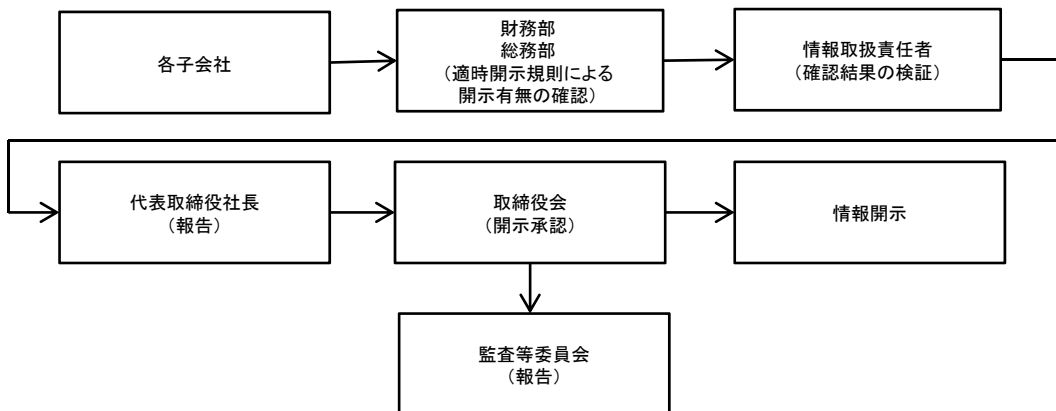 各子会社
財務部
総務部
（適時開示規則による
開示有無の確認）
情報取扱責任者
（確認結果の検証）
代表取締役社長
（報告）
取締役会
（開示承認）
情報開示
監査等委員会
（報告）